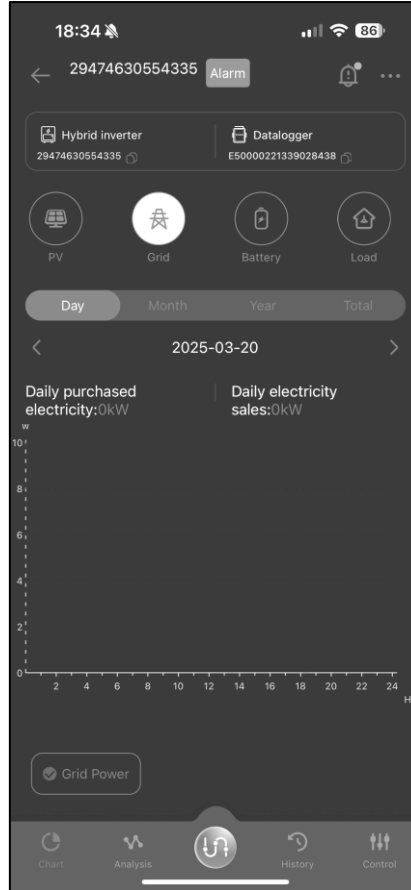 18:34
86
29474630554335 Alarm
Hybrid inverter
29474630554335
Datalogger
E50000221339028438
PV Grid Battery Load
Day Month Year Total
2025-03-20
Daily purchased
electricity:0kW
Daily electricity
sales:0kW
w
10
8
6
4
2
0
2 4 6 8 10 12 14 16 18 20 22 24
H
Grid Power
Chart Analysis History Control